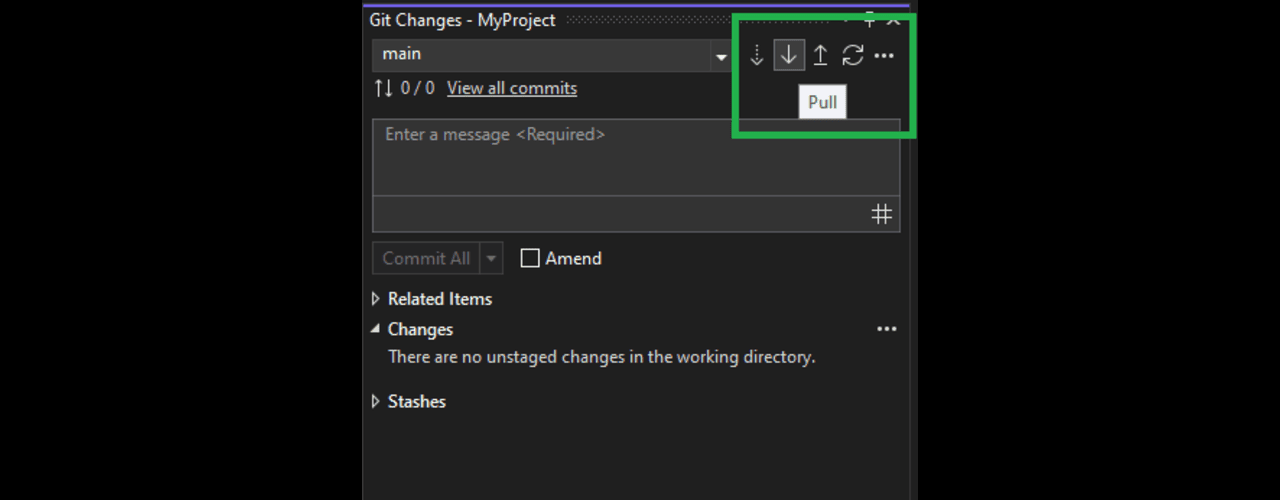 Git Changes - MyProject
main
0 / 0 View all commits
Pull
Enter a message <Required>
Commit All Amend
Related Items
Changes
There are no unstaged changes in the working directory.
Stashes